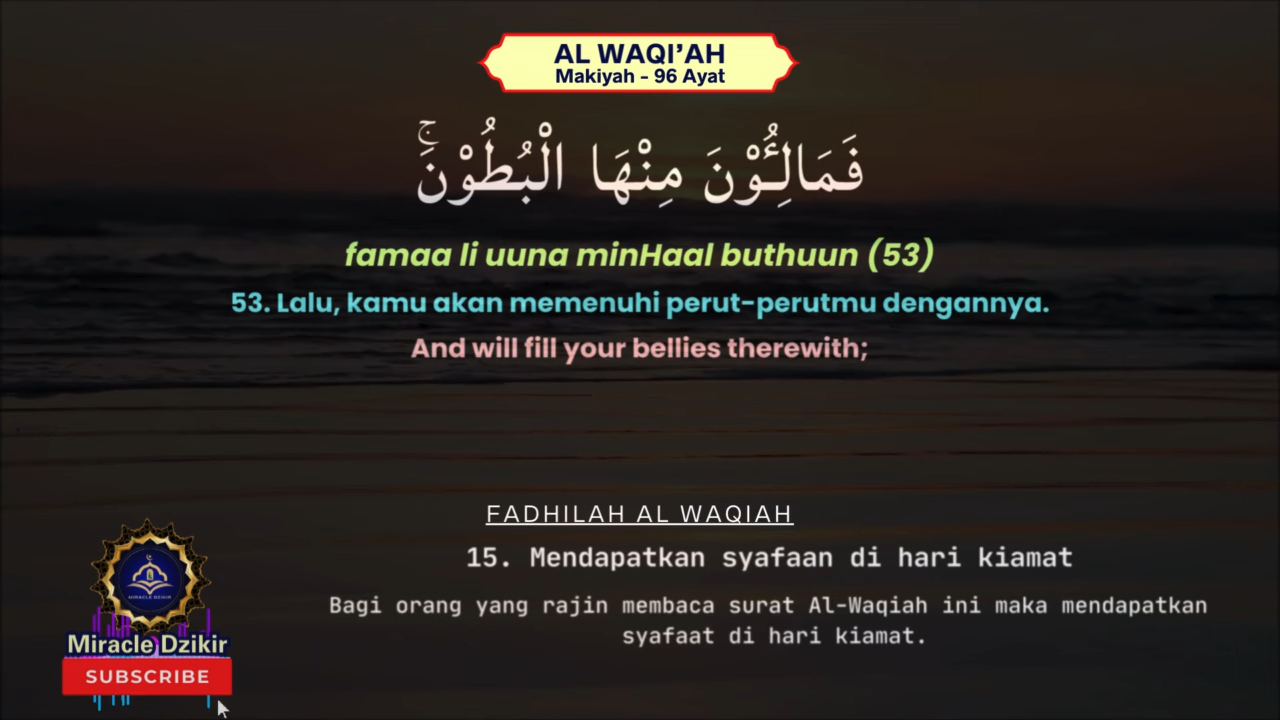 AL WAQI’AH
Makiyah - 96 Ayat
فَمَالِـُٔوْنَ مِنْهَا الْبُطُوْنَۚ
famaa li uuna minHaal buthuun (53)
53. Lalu, kamu akan memenuhi perut-perutmu dengannya.
And will fill your bellies therewith;
FADHILAH AL WAQIAH
15. Mendapatkan syafaan di hari kiamat
Bagi orang yang rajin membaca surat Al-Waqiah ini maka mendapatkan
syafaat di hari kiamat.
MIRACLE DZIKIR
Miracle Dzikir
SUBSCRIBE